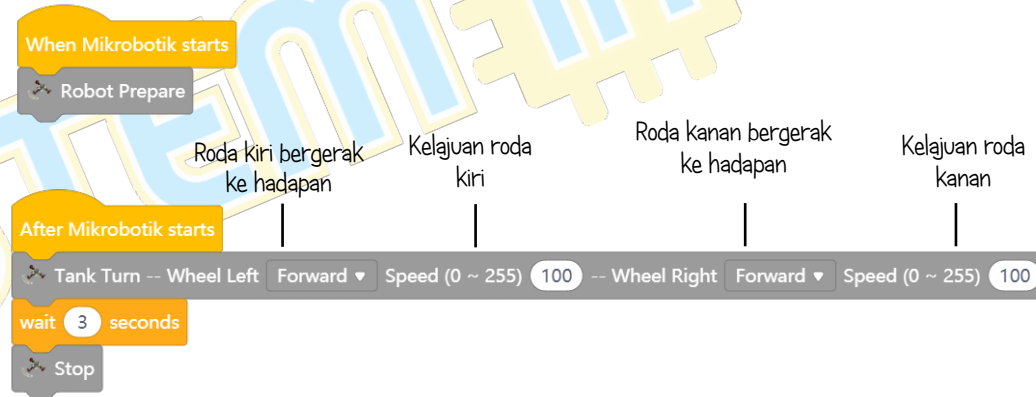 When Mikrobotik starts
Robot Prepare
Roda kiri bergerak
ke hadapan
Kelajuan roda
kiri
Roda kanan bergerak
ke hadapan
Kelajuan roda
kanan
After Mikrobotik starts
Tank Turn -- Wheel Left Forward ▾ Speed (0 ~ 255) 100 -- Wheel Right Forward ▾ Speed (0 ~ 255) 100
wait 3 seconds
Stop